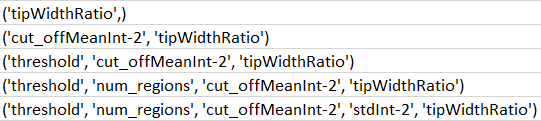 ('tipWidthRatio',)
('cut_offMeanInt-2', 'tipWidthRatio')
('threshold', 'cut_offMeanInt-2', 'tipWidthRatio')
('threshold', 'num_regions', 'cut_offMeanInt-2', 'tipWidthRatio')
('threshold', 'num_regions', 'cut_offMeanInt-2', 'stdInt-2', 'tipWidthRatio')